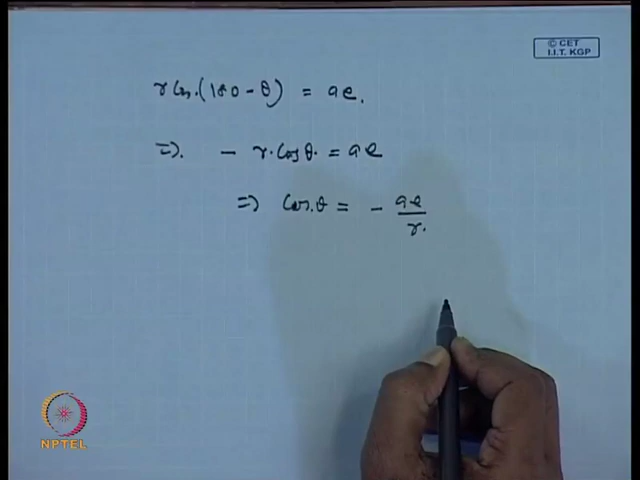 © CET
I.I.T. KGP
r cos. (180 - θ) = ae.
⇒. - r. cos θ. = ae
⇒ cos. θ = - ae/r.
NPTEL